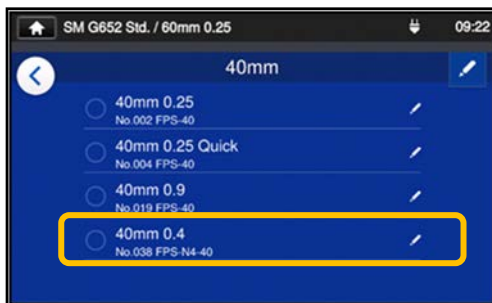 SM G652 Std. / 60mm 0.25 09:22
40mm
40mm 0.25
No.002 FPS-40
40mm 0.25 Quick
No.004 FPS-40
40mm 0.9
No.019 FPS-40
40mm 0.4
No.038 FPS-N4-40